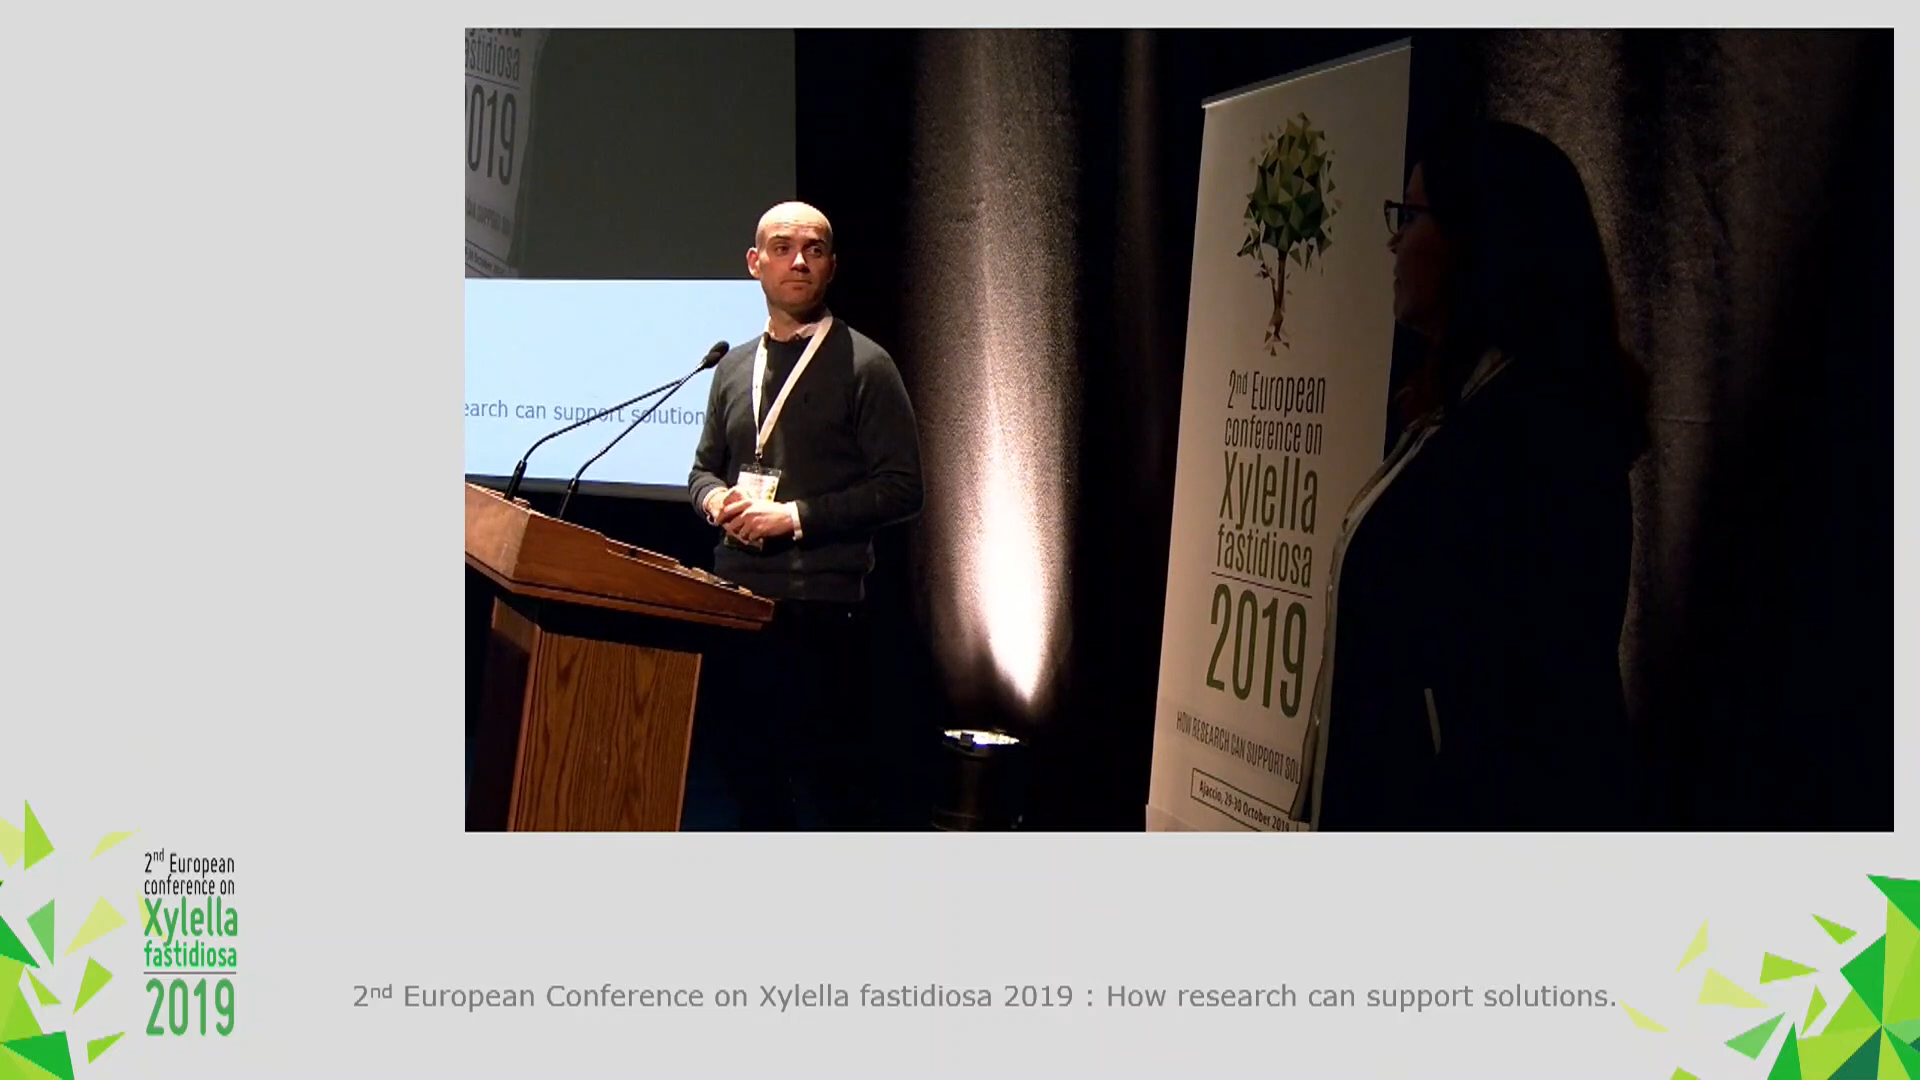 fastidiosa
2019
earch can support solution
2nd European
conference on
Xylella
fastidiosa
2019
HOW RESEARCH CAN SUPPORT SOL
Ajaccio, 29-30 October 2019
2nd European
conference on
Xylella
fastidiosa
2019
2nd European Conference on Xylella fastidiosa 2019 : How research can support solutions.